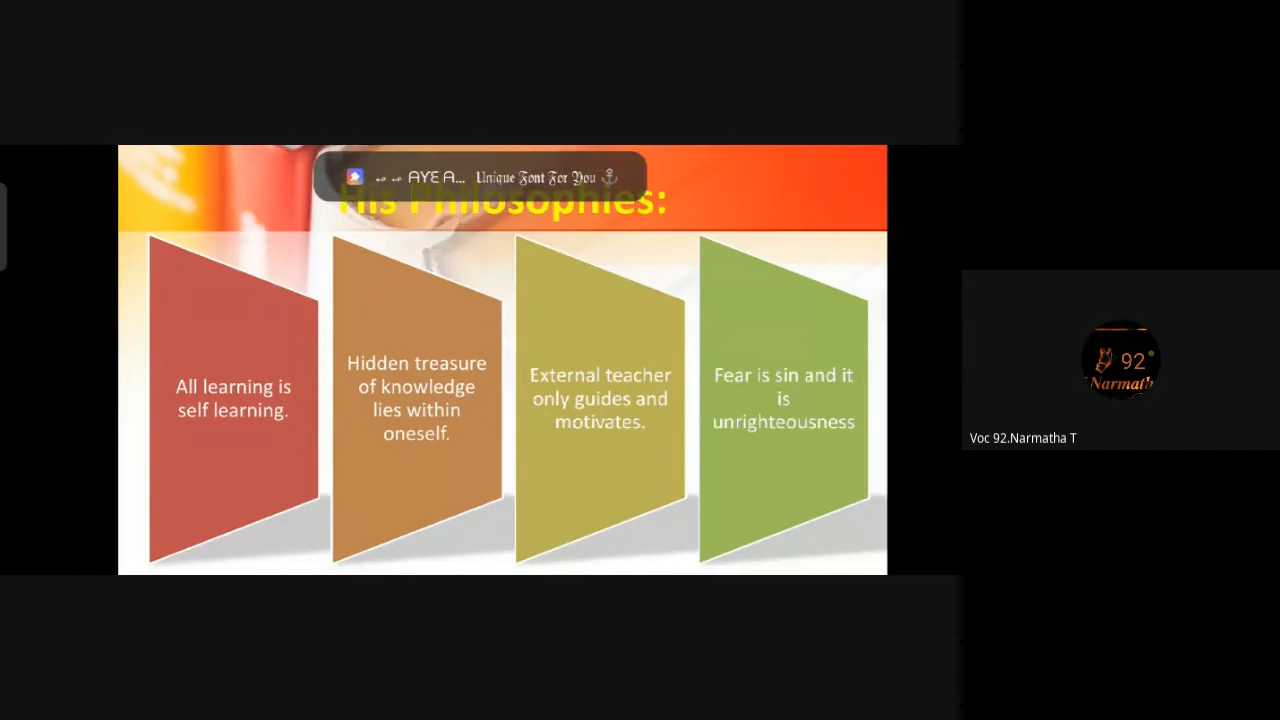 AYE A... Unique Font For You
His Philosophies:
All learning is
self learning.
Hidden treasure
of knowledge
lies within
oneself.
External teacher
only guides and
motivates.
Fear is sin and it
is
unrighteousness
92
Narmath
Voc 92.Narmatha T